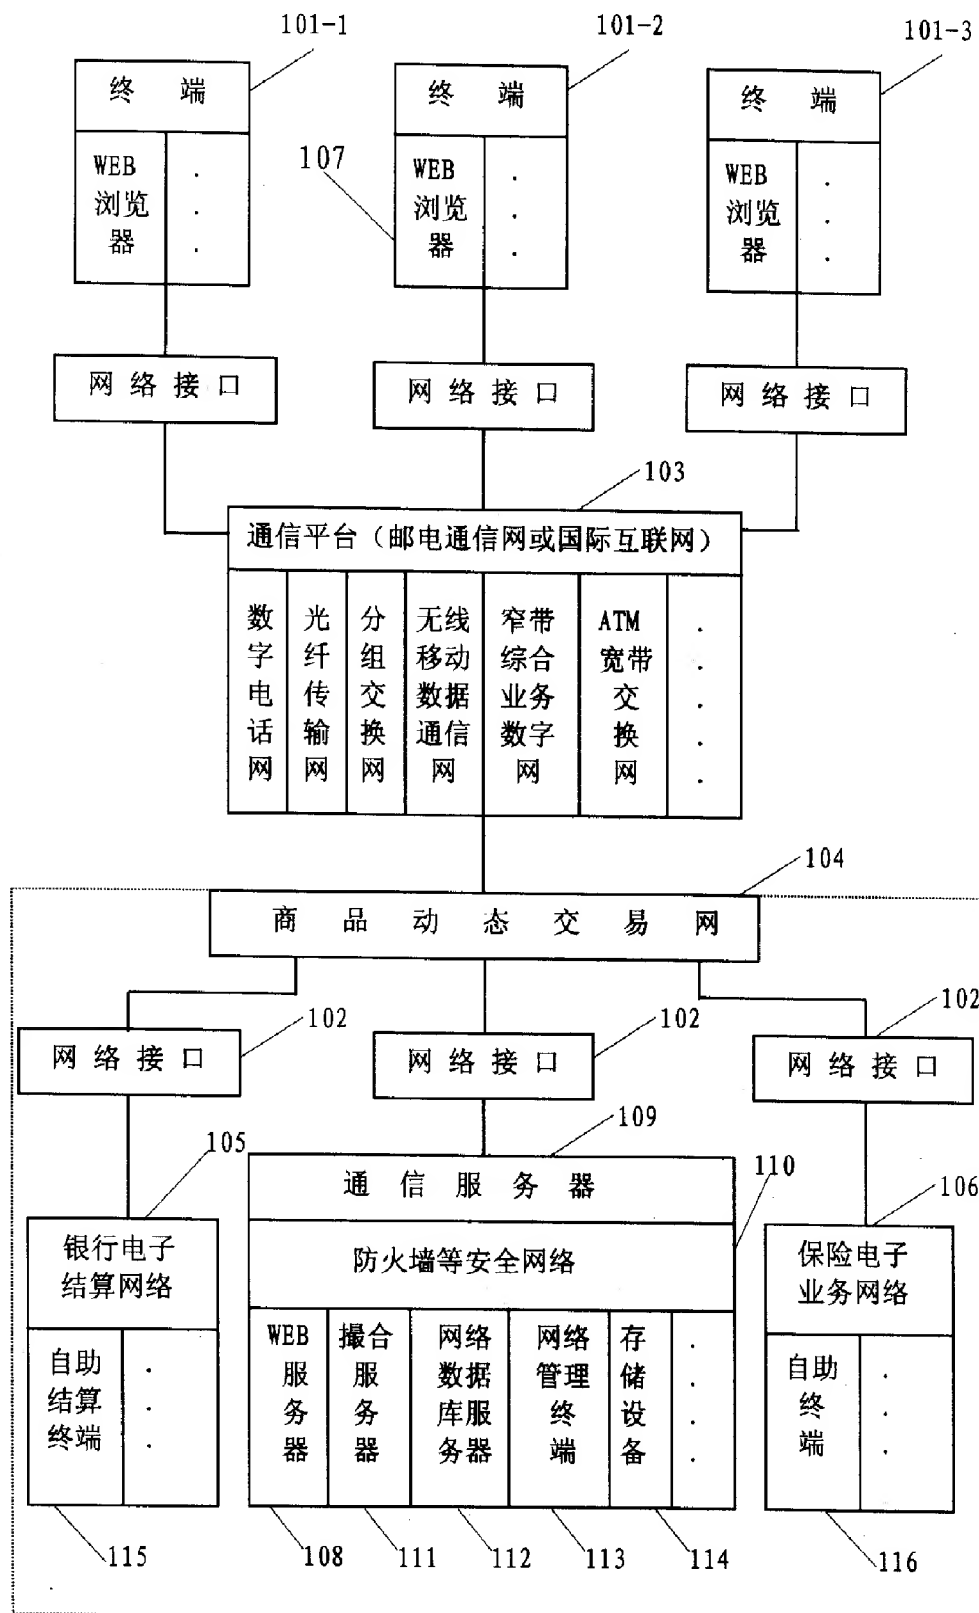 101-1
101-2
101-3
终端
终端
终端
107
WEB
浏览
器
.
.
.
WEB
浏览
器
.
.
.
WEB
浏览
器
.
.
.
网络接口
网络接口
网络接口
103
通信平台（邮电通信网或国际互联网）
数
字
电
话
网
光
纤
传
输
网
分
组
交
换
网
无线
移动
数据
通信
网
窄带
综合
业务
数字
网
ATM
宽带
交
换
网
.
.
.
.
.
104
商品动态交易网
102
102
102
网络接口
网络接口
网络接口
105
109
110
106
通信服务器
防火墙等安全网络
银行电子
结算网络
保险电子
业务网络
自助
结算
终端
.
.
.
WEB
服
务
器
撮合
服
务
器
网络
数据
库服
务器
网络
管理
终
端
存
储
设
备
.
.
.
.
自助
终
端
.
.
.
115
108
111
112
113
114
116